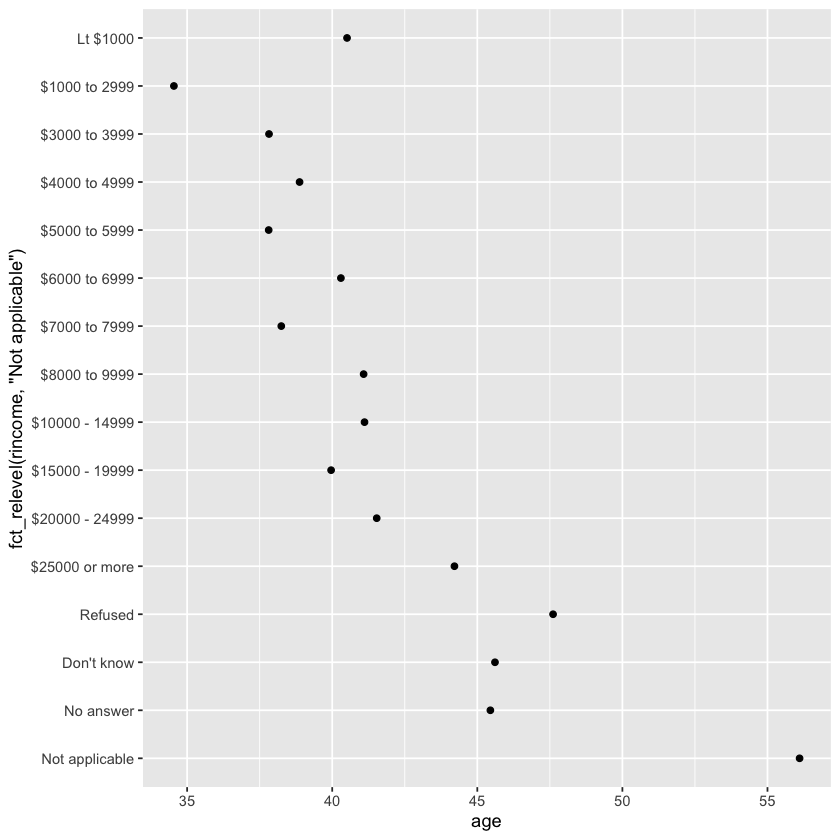 fct_relevel(rincome, "Not applicable")
Lt $1000
$1000 to 2999
$3000 to 3999
$4000 to 4999
$5000 to 5999
$6000 to 6999
$7000 to 7999
$8000 to 9999
$10000 - 14999
$15000 - 19999
$20000 - 24999
$25000 or more
Refused
Don't know
No answer
Not applicable
35 40 45 50 55
age